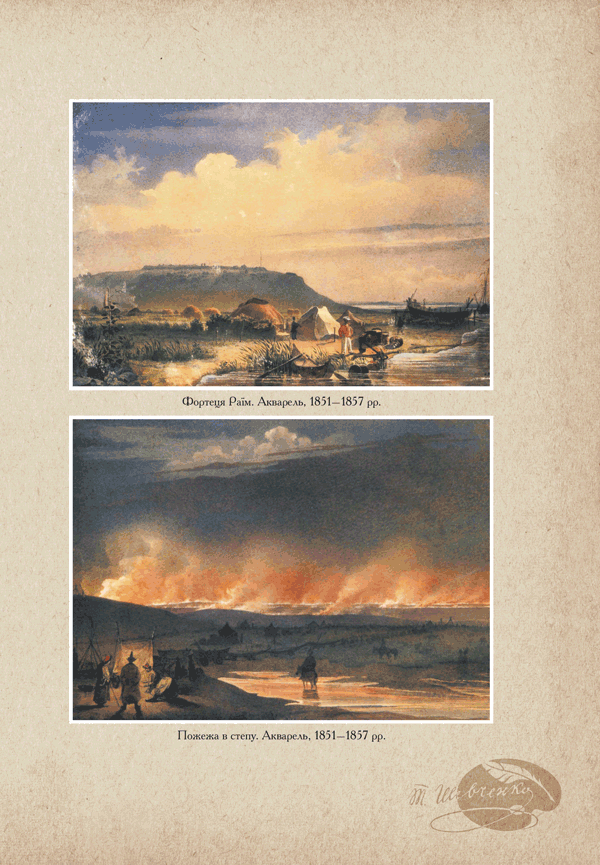 Фортеця Раїм. Акварель, 1851–1857 рр.
Пожежа в степу. Акварель, 1851–1857 рр.
Т. Шевченко